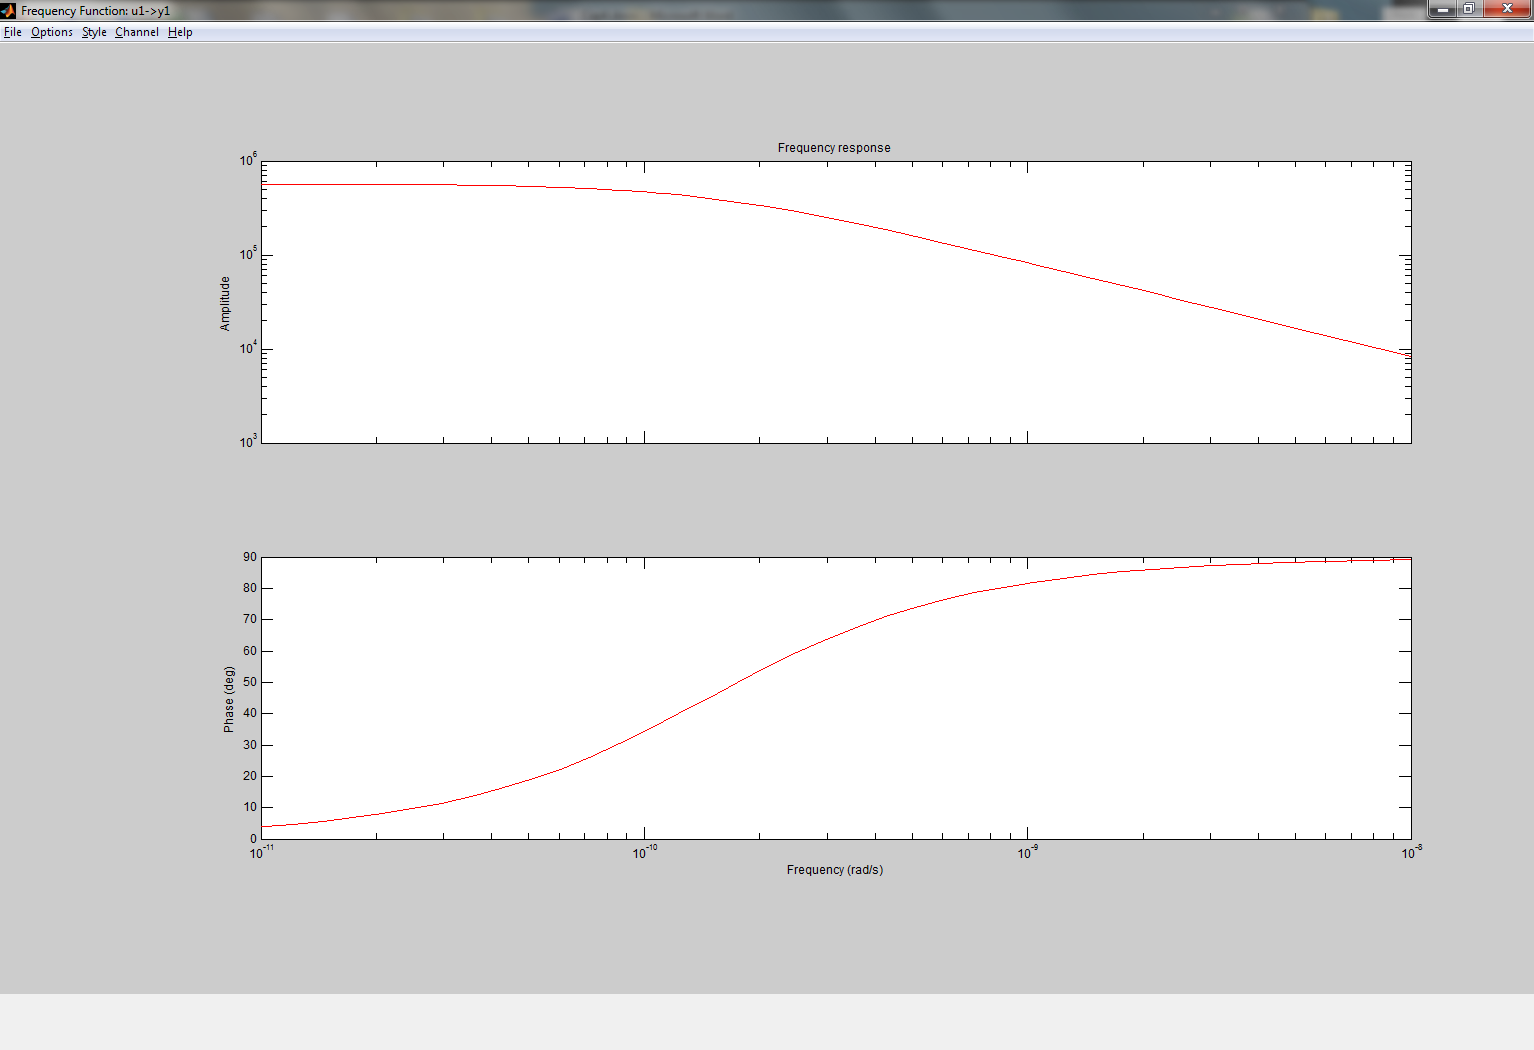 Frequency Function: u1->y1
File Options Style Channel Help
Frequency response
10^6
10^5
10^4
10^3
Amplitude
90
80
70
60
50
40
30
20
10
0
Phase (deg)
10^-11 10^-10 10^-9 10^-8
Frequency (rad/s)